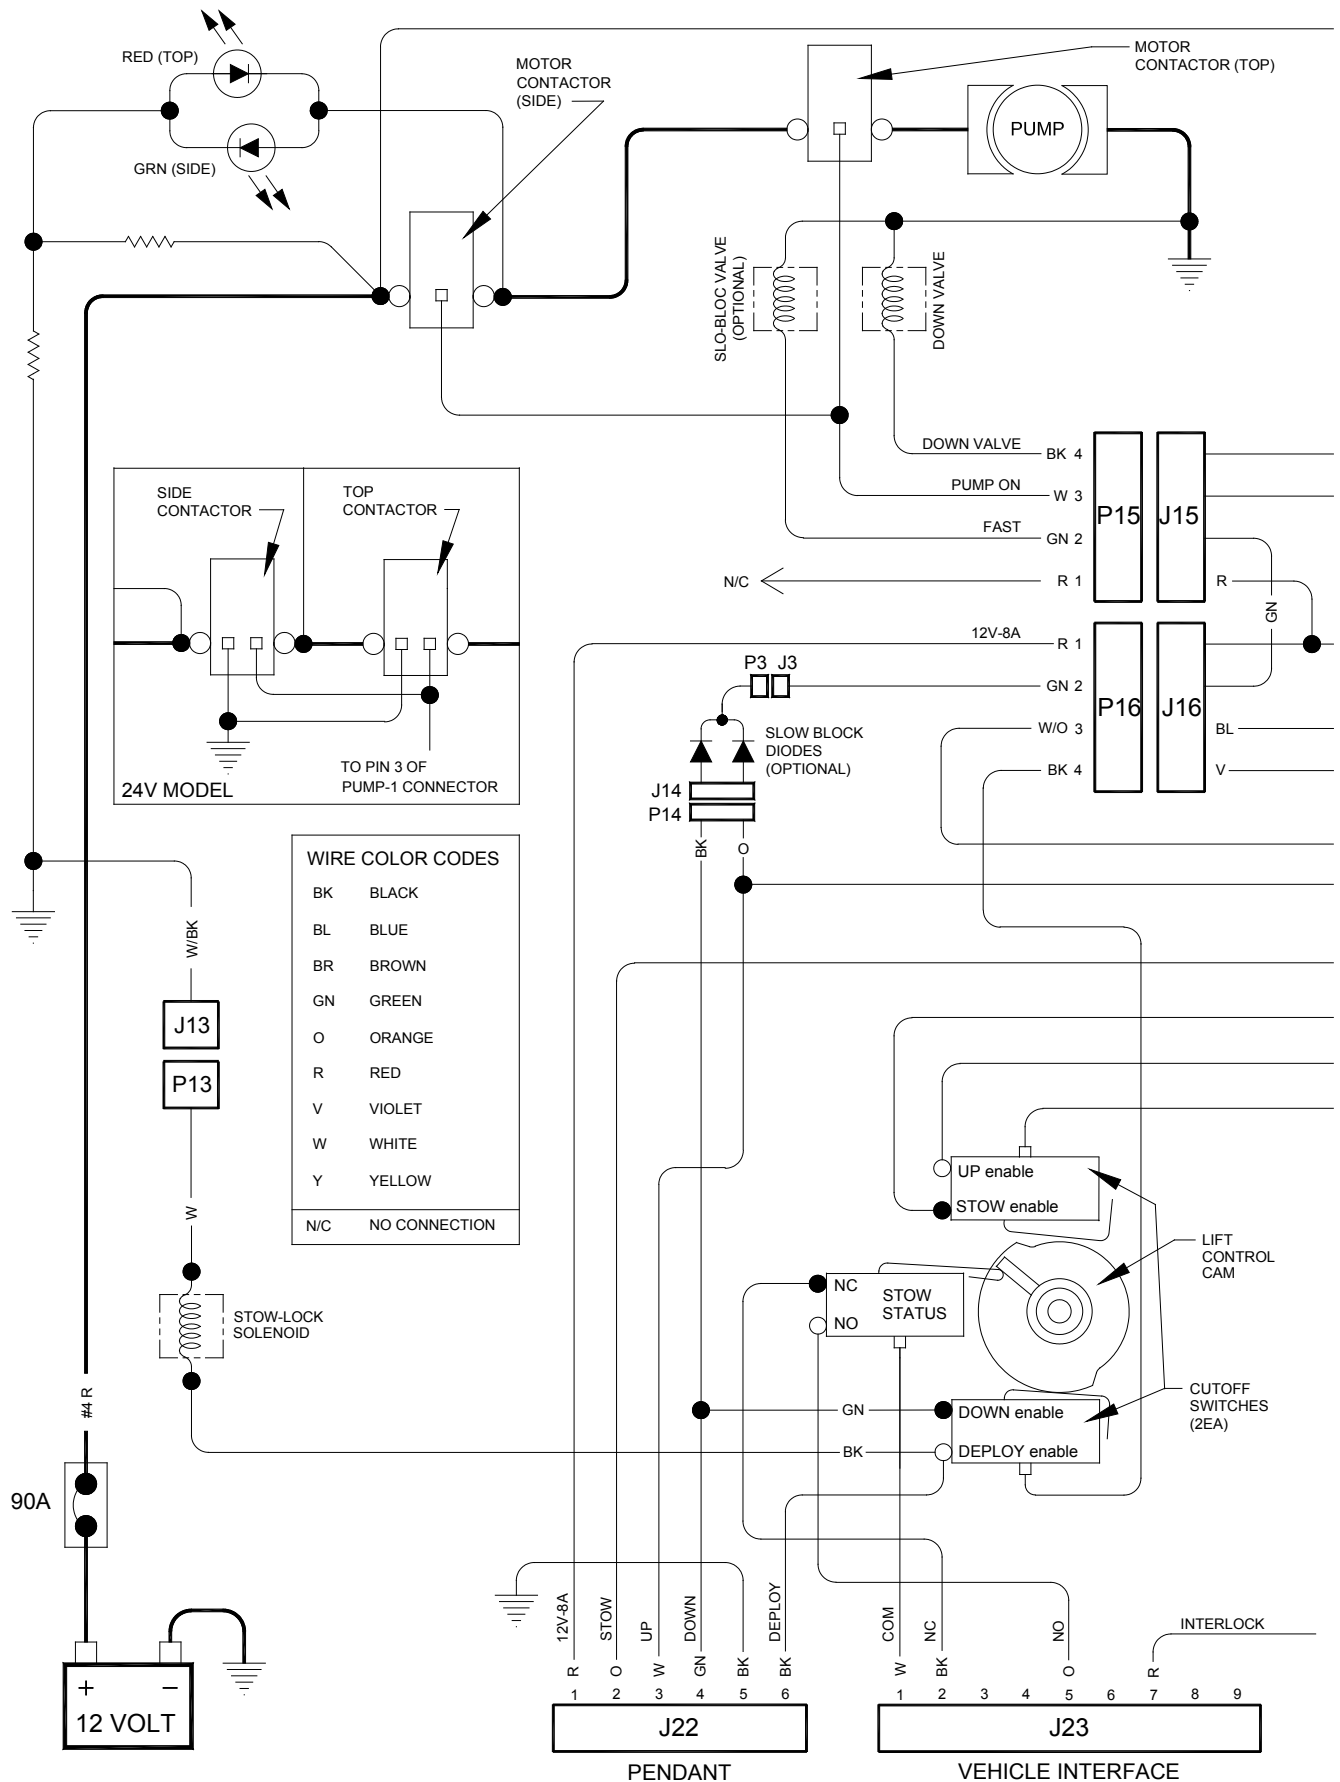 RED (TOP)
GRN (SIDE)
MOTOR
CONTACTOR
(SIDE)
MOTOR
CONTACTOR (TOP)
PUMP
SLO-BLOC VALVE
(OPTIONAL)
DOWN VALVE
DOWN VALVE
BK 4
PUMP ON
W 3
FAST
GN 2
N/C
R 1
P15
J15
R
GN
12V-8A
R 1
GN 2
W/O 3
BK 4
P16
J16
BL
V
SIDE
CONTACTOR
TOP
CONTACTOR
TO PIN 3 OF
PUMP-1 CONNECTOR
24V MODEL
P3 J3
SLOW BLOCK
DIODES
(OPTIONAL)
J14
P14
BK
O
WIRE COLOR CODES
BK BLACK
BL BLUE
BR BROWN
GN GREEN
O ORANGE
R RED
V VIOLET
W WHITE
Y YELLOW
N/C NO CONNECTION
W/BK
J13
P13
W
STOW-LOCK
SOLENOID
#4 R
90A
+ −
12 VOLT
UP enable
STOW enable
LIFT
CONTROL
CAM
NC
NO
STOW
STATUS
CUTOFF
SWITCHES
(2EA)
GN
DOWN enable
BK
DEPLOY enable
12V-8A
STOW
UP
DOWN
DEPLOY
R
O
W
GN
BK
BK
1 2 3 4 5 6
J22
PENDANT
COM
NC
NO
INTERLOCK
W
BK
O
R
1 2 3 4 5 6 7 8 9
J23
VEHICLE INTERFACE